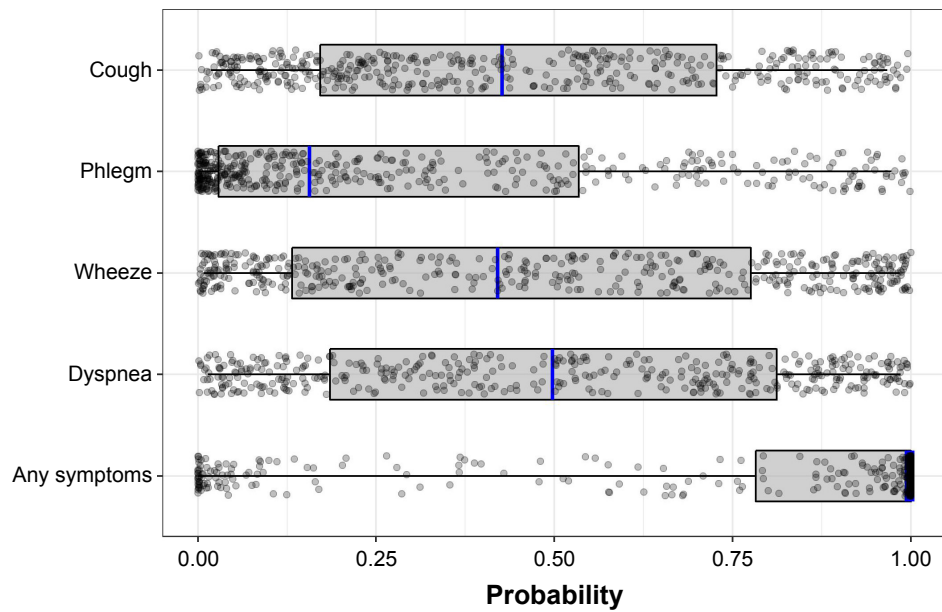 Cough
Phlegm
Wheeze
Dyspnea
Any symptoms
0.00 0.25 0.50 0.75 1.00
Probability